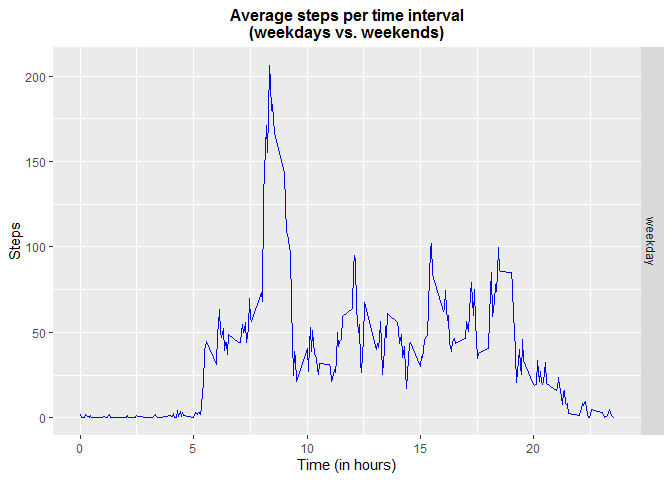 Average steps per time interval
(weekdays vs. weekends)
Steps
200
150
100
50
0
weekday
0
5
10
15
20
Time (in hours)